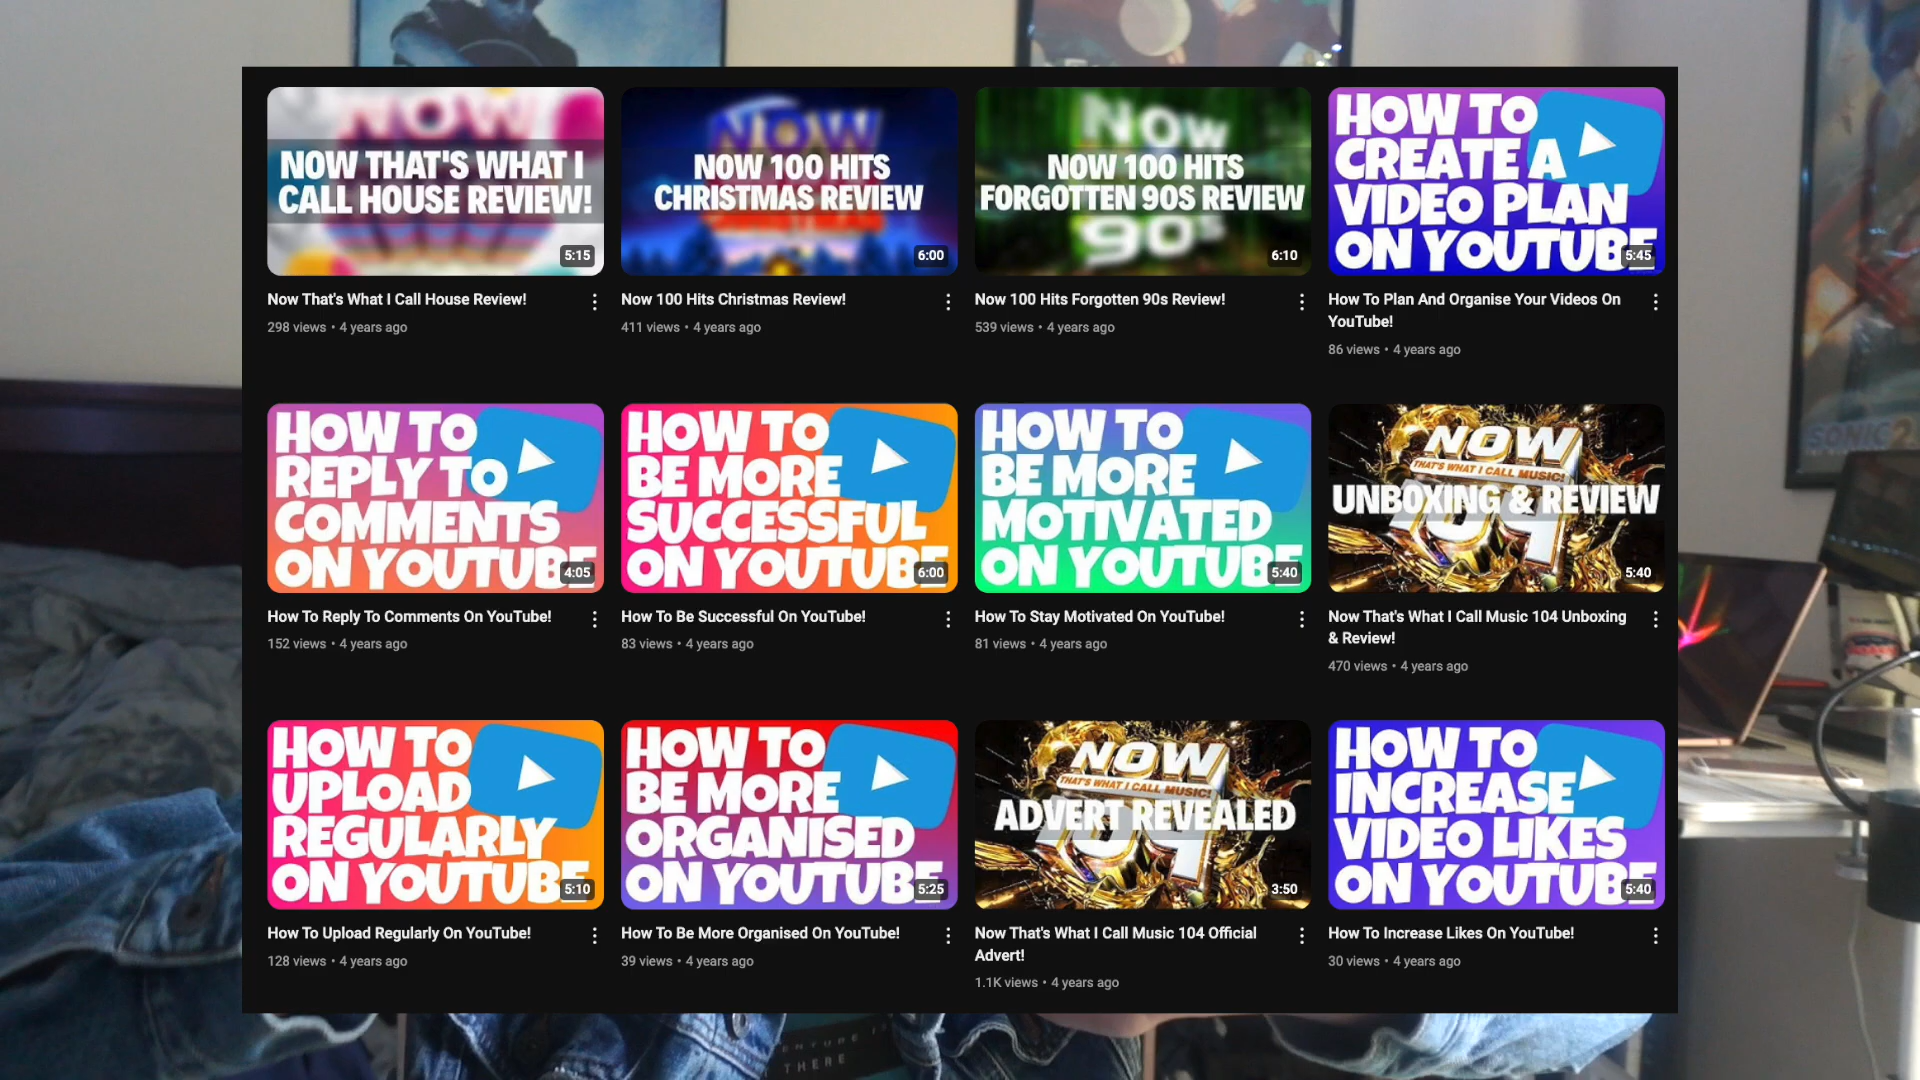 NOW
NOW THAT'S WHAT I
CALL HOUSE REVIEW!
5:15
Now That's What I Call House Review!
298 views • 4 years ago
NOW
NOW 100 HITS
CHRISTMAS REVIEW
6:00
Now 100 Hits Christmas Review!
411 views • 4 years ago
NOW
NOW 100 HITS
FORGOTTEN 90S REVIEW
90s
6:10
Now 100 Hits Forgotten 90s Review!
539 views • 4 years ago
HOW TO
CREATE A
VIDEO PLAN
ON YOUTUBE
5:45
How To Plan And Organise Your Videos On
YouTube!
86 views • 4 years ago
HOW TO
REPLY TO
COMMENTS
ON YOUTUBE
4:05
How To Reply To Comments On YouTube!
152 views • 4 years ago
HOW TO
BE MORE
SUCCESSFUL
ON YOUTUBE
6:00
How To Be Successful On YouTube!
83 views • 4 years ago
HOW TO
BE MORE
MOTIVATED
ON YOUTUBE
5:40
How To Stay Motivated On YouTube!
81 views • 4 years ago
NOW
THAT'S WHAT I CALL MUSIC!
UNBOXING & REVIEW
104
5:40
Now That's What I Call Music 104 Unboxing
& Review!
470 views • 4 years ago
HOW TO
UPLOAD
REGULARLY
ON YOUTUBE
5:10
How To Upload Regularly On YouTube!
128 views • 4 years ago
HOW TO
BE MORE
ORGANISED
ON YOUTUBE
5:25
How To Be More Organised On YouTube!
39 views • 4 years ago
NOW
THAT'S WHAT I CALL MUSIC!
ADVERT REVEALED
104
3:50
Now That's What I Call Music 104 Official
Advert!
1.1K views • 4 years ago
HOW TO
INCREASE
VIDEO LIKES
ON YOUTUBE
5:40
How To Increase Likes On YouTube!
30 views • 4 years ago
SONIC 2
THERE